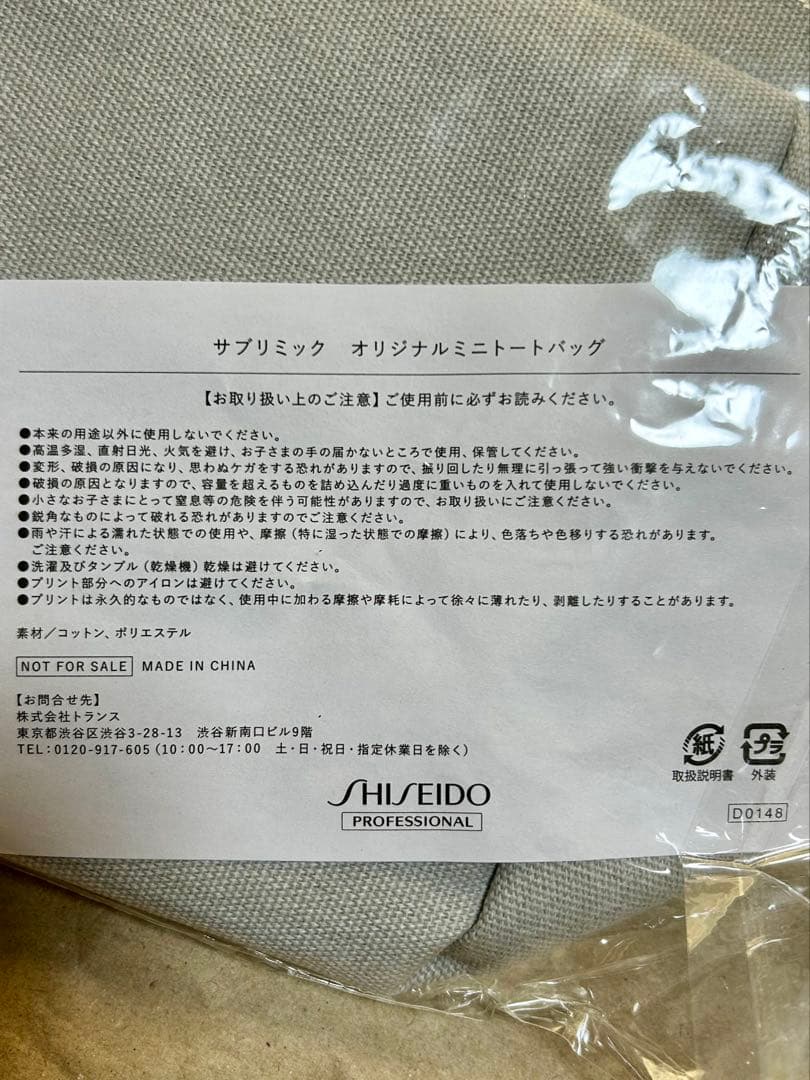 サブリミック　オリジナルミニトートバッグ
【お取り扱い上のご注意】ご使用前に必ずお読みください。
●本来の用途以外に使用しないでください。
●高温多湿、直射日光、火気を避け、お子さまの手の届かないところで使用、保管してください。
●変形、破損の原因になり、思わぬケガをする恐れがありますので、振り回したり無理に引っ張って強い衝撃を与えないでください。
●破損の原因となりますので、容量を超えるものを詰め込んだり過度に重いものを入れて使用しないでください。
●小さなお子さまにとって窒息等の危険を伴う可能性がありますので、お取り扱いにご注意ください。
●鋭角なものによって破れる恐れがありますのでご注意ください。
●雨や汗による濡れた状態での使用や、摩擦（特に湿った状態での摩擦）により、色落ちや色移りする恐れがあります。
ご注意ください。
●洗濯及びタンブル（乾燥機）乾燥は避けてください。
●プリント部分へのアイロンは避けてください。
●プリントは永久的なものではなく、使用中に加わる摩擦や摩耗によって徐々に薄れたり、剥離したりすることがあります。
素材／コットン、ポリエステル
NOT FOR SALE MADE IN CHINA
【お問合せ先】
株式会社トランス
東京都渋谷区渋谷3-28-13　渋谷新南口ビル9階
TEL：0120-917-605（10：00～17：00　土・日・祝日・指定休業日を除く）
紙 プラ
取扱説明書 外装
SHISEIDO
PROFESSIONAL
D0148